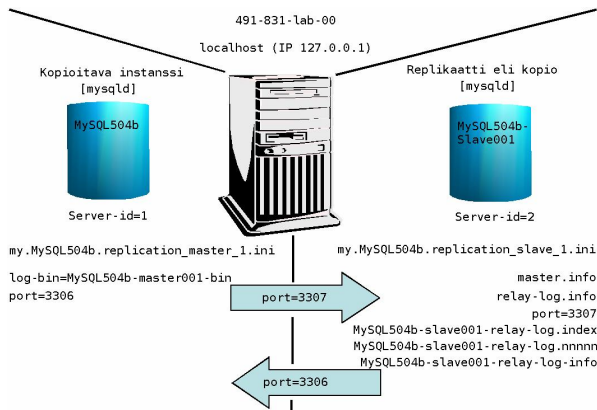 491-831-lab-00
localhost (IP 127.0.0.1)
Kopioitava instanssi
[mysqld]
MySQL504b
Server-id=1
Replikaatti eli kopio
[mysqld]
MySQL504b-
Slave001
Server-id=2
my.MySQL504b.replication_master_1.ini
log-bin=MySQL504b-master001-bin
port=3306
my.MySQL504b.replication_slave_1.ini
master.info
relay-log.info
port=3307
MySQL504b-slave001-relay-log.index
MySQL504b-slave001-relay-log.nnnnn
MySQL504b-slave001-relay-log-info
port=3307
port=3306